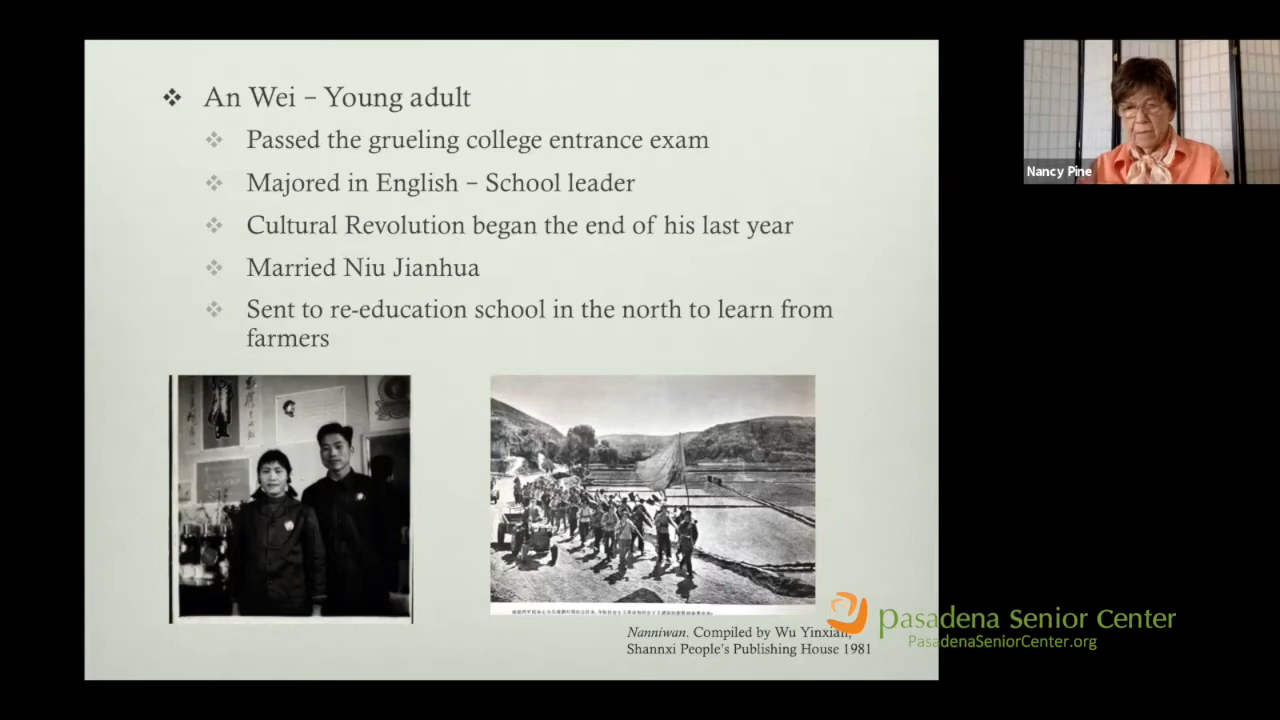 An Wei – Young adult
Passed the grueling college entrance exam
Majored in English – School leader
Cultural Revolution began the end of his last year
Married Niu Jianhua
Sent to re-education school in the north to learn from
farmers
Nanniwan. Compiled by Wu Yinxian,
Shannxi People's Publishing House 1981
Nancy Pine
Pasadena Senior Center
PasadenaSeniorCenter.org